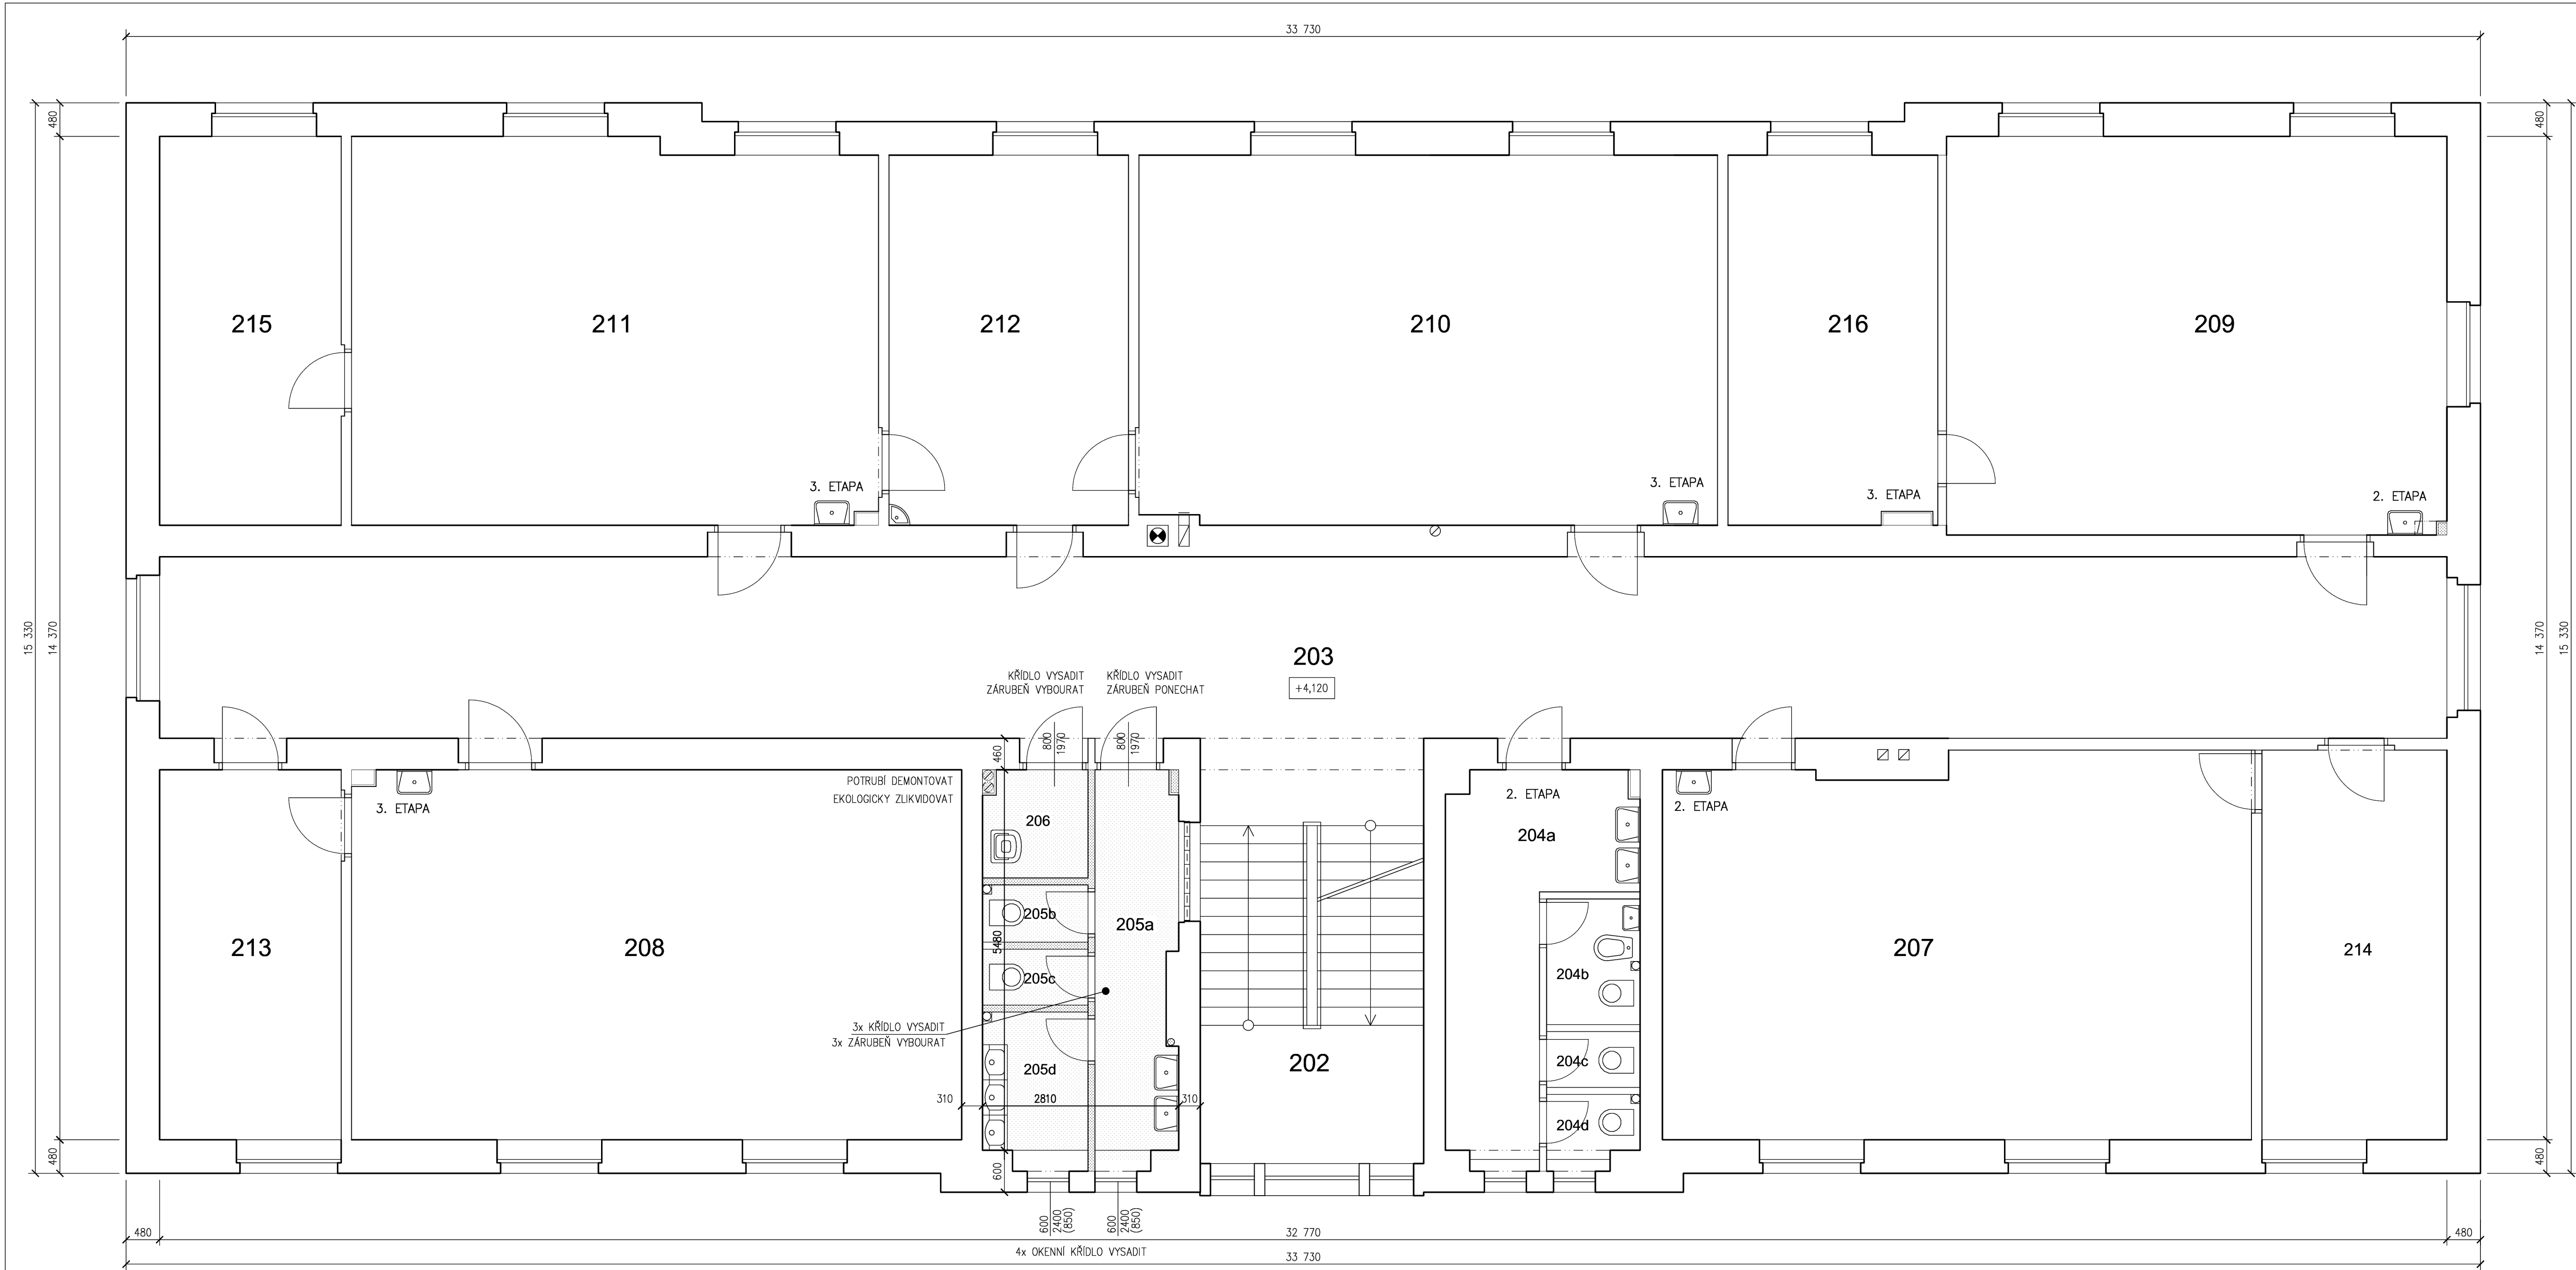 33 730
480
480
215
211
212
210
216
209
3. ETAPA
3. ETAPA
3. ETAPA
2. ETAPA
15 330
14 370
14 370
15 330
203
+4,120
KŘÍDLO VYSADIT
ZÁRUBEŇ VYBOURAT
KŘÍDLO VYSADIT
ZÁRUBEŇ PONECHAT
800
1970
800
1970
460
POTRUBÍ DEMONTOVAT
EKOLOGICKY ZLIKVIDOVAT
3. ETAPA
2. ETAPA
2. ETAPA
206
204a
205b
205a
5480
213
208
207
214
205c
204b
3x KŘÍDLO VYSADIT
3x ZÁRUBEŇ VYBOURAT
202
204c
205d
310
2810
310
204d
480
600
480
600
2400
(850)
600
2400
(850)
480
32 770
480
4x OKENNÍ KŘÍDLO VYSADIT
33 730